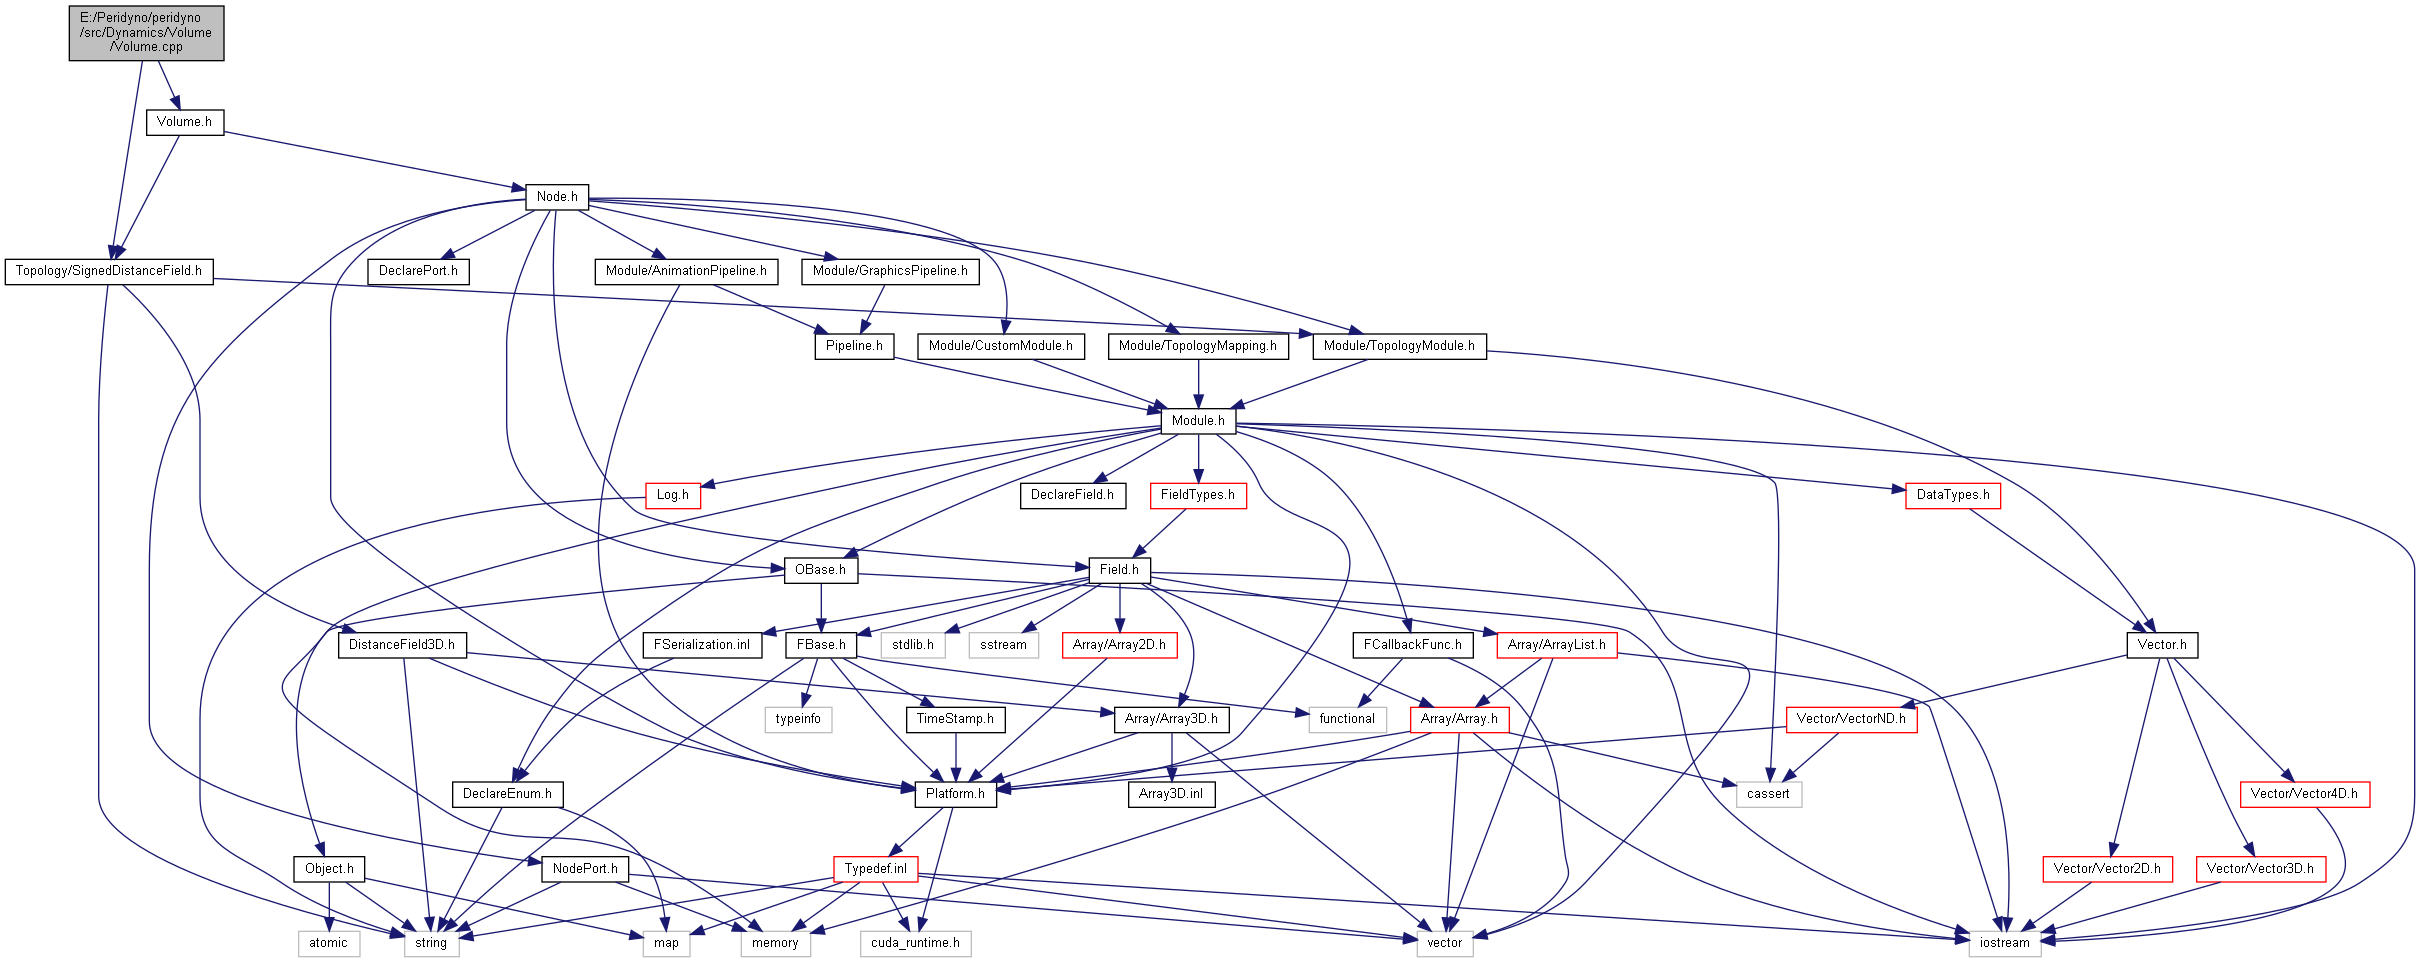 E:/Peridyno/peridyno
/src/Dynamics/Volume
/Volume.cpp
Volume.h
Node.h
Topology/SignedDistanceField.h
DeclarePort.h
Module/AnimationPipeline.h
Module/GraphicsPipeline.h
Pipeline.h
Module/CustomModule.h
Module/TopologyMapping.h
Module/TopologyModule.h
Module.h
Log.h
DeclareField.h
FieldTypes.h
DataTypes.h
OBase.h
Field.h
DistanceField3D.h
FSerialization.inl
FBase.h
stdlib.h
sstream
Array/Array2D.h
FCallbackFunc.h
Array/ArrayList.h
Vector.h
typeinfo
TimeStamp.h
Array/Array3D.h
functional
Array/Array.h
Vector/VectorND.h
DeclareEnum.h
Platform.h
Array3D.inl
cassert
Vector/Vector4D.h
Object.h
NodePort.h
Typedef.inl
Vector/Vector2D.h
Vector/Vector3D.h
atomic
string
map
memory
cuda_runtime.h
vector
iostream